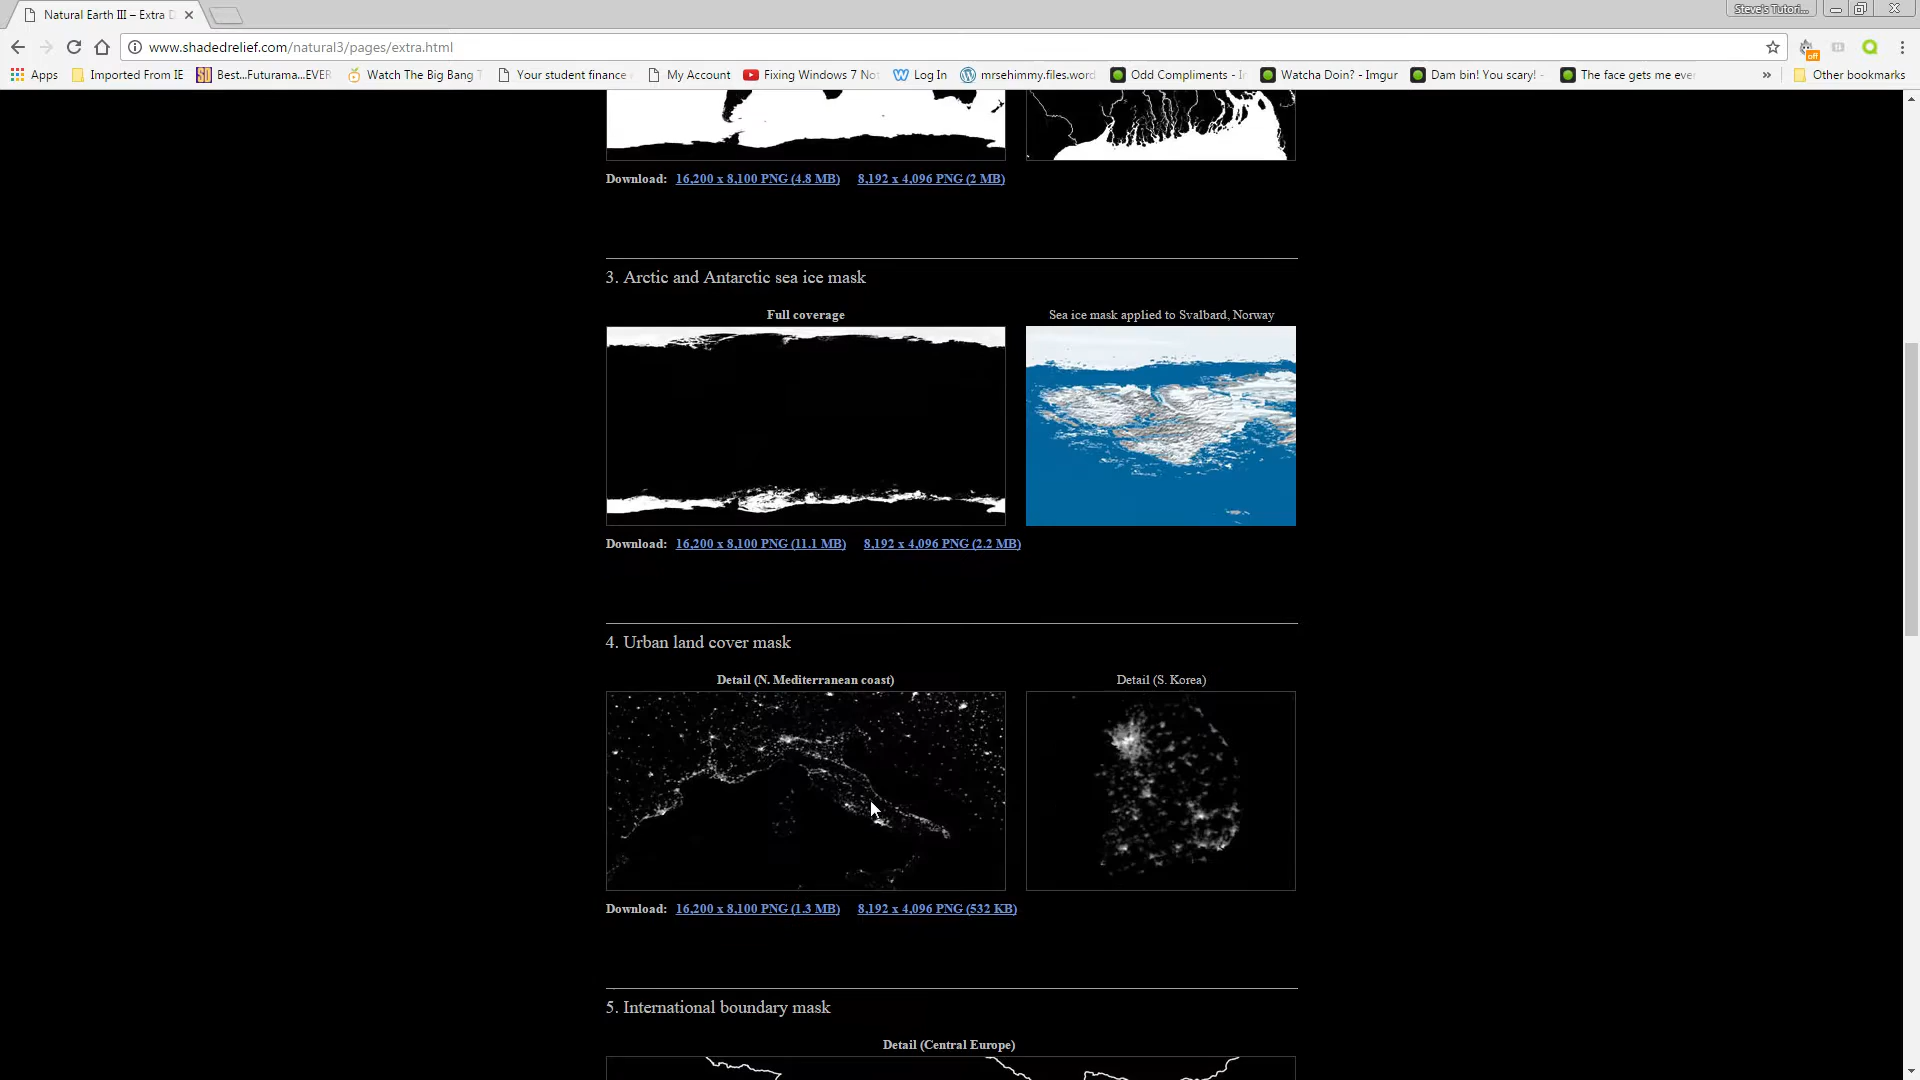 Natural Earth III – Extra D
Steve's Tutori...
www.shadedrelief.com/natural3/pages/extra.html
off
Apps
Imported From IE
Best...Futurama...EVER
Watch The Big Bang T
Your student finance
My Account
Fixing Windows 7 No
Log In
mrsehimmy.files.word
Odd Compliments - I
Watcha Doin? - Imgur
Dam bin! You scary! -
The face gets me ever
»
Other bookmarks
Download: 16,200 x 8,100 PNG (4.8 MB) 8,192 x 4,096 PNG (2 MB)
3. Arctic and Antarctic sea ice mask
Full coverage
Sea ice mask applied to Svalbard, Norway
Download: 16,200 x 8,100 PNG (11.1 MB) 8,192 x 4,096 PNG (2.2 MB)
4. Urban land cover mask
Detail (N. Mediterranean coast)
Detail (S. Korea)
Download: 16,200 x 8,100 PNG (1.3 MB) 8,192 x 4,096 PNG (532 KB)
5. International boundary mask
Detail (Central Europe)